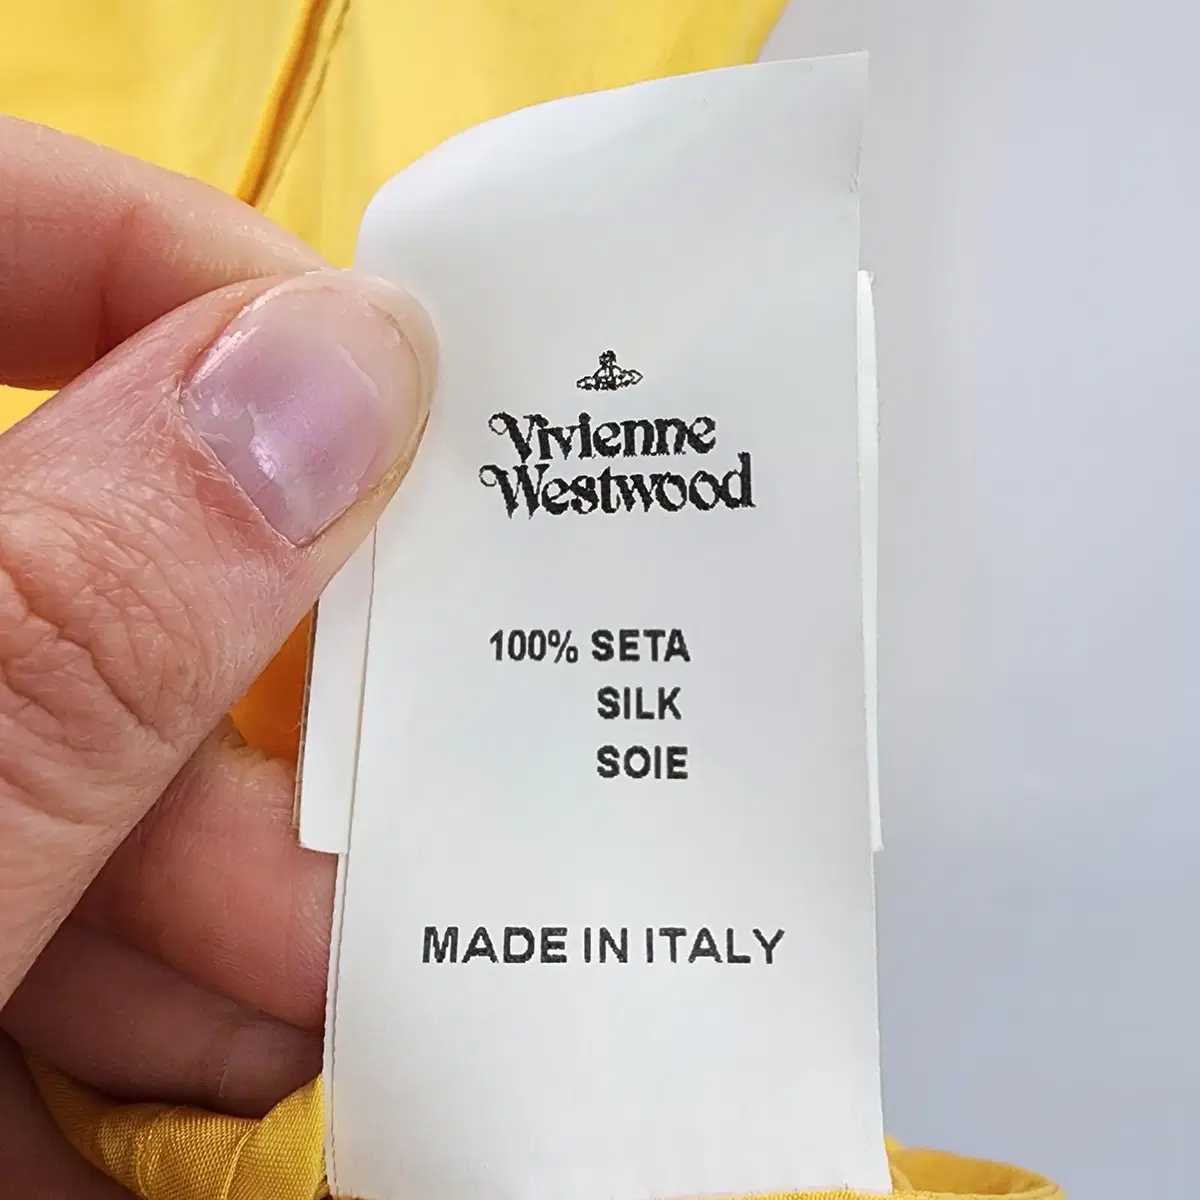 Vivienne
Westwood
100% SETA
SILK
SOIE
MADE IN ITALY